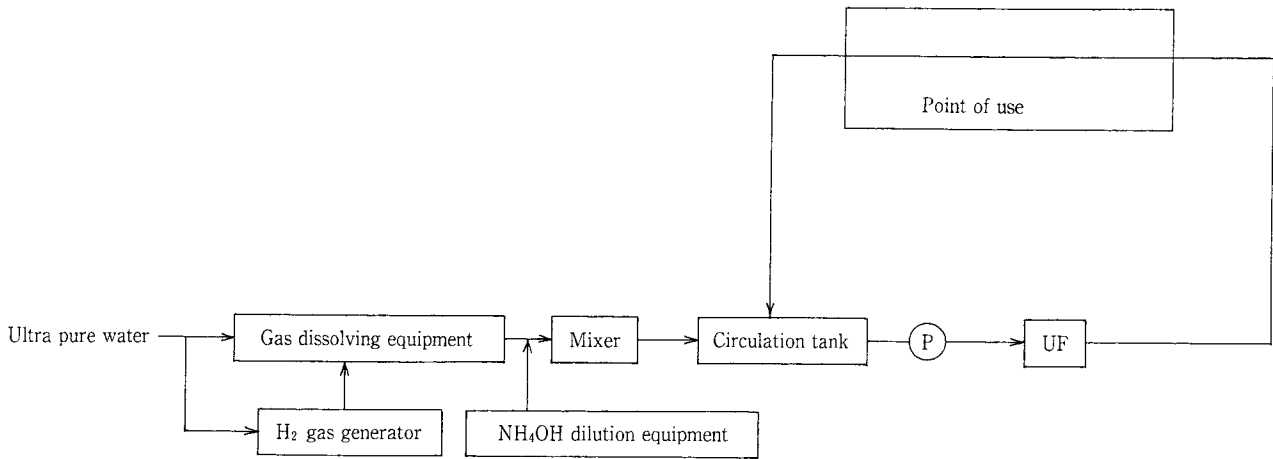 Point of use
Ultra pure water
Gas dissolving equipment
Mixer
Circulation tank
P
UF
H₂ gas generator
NH₄OH dilution equipment